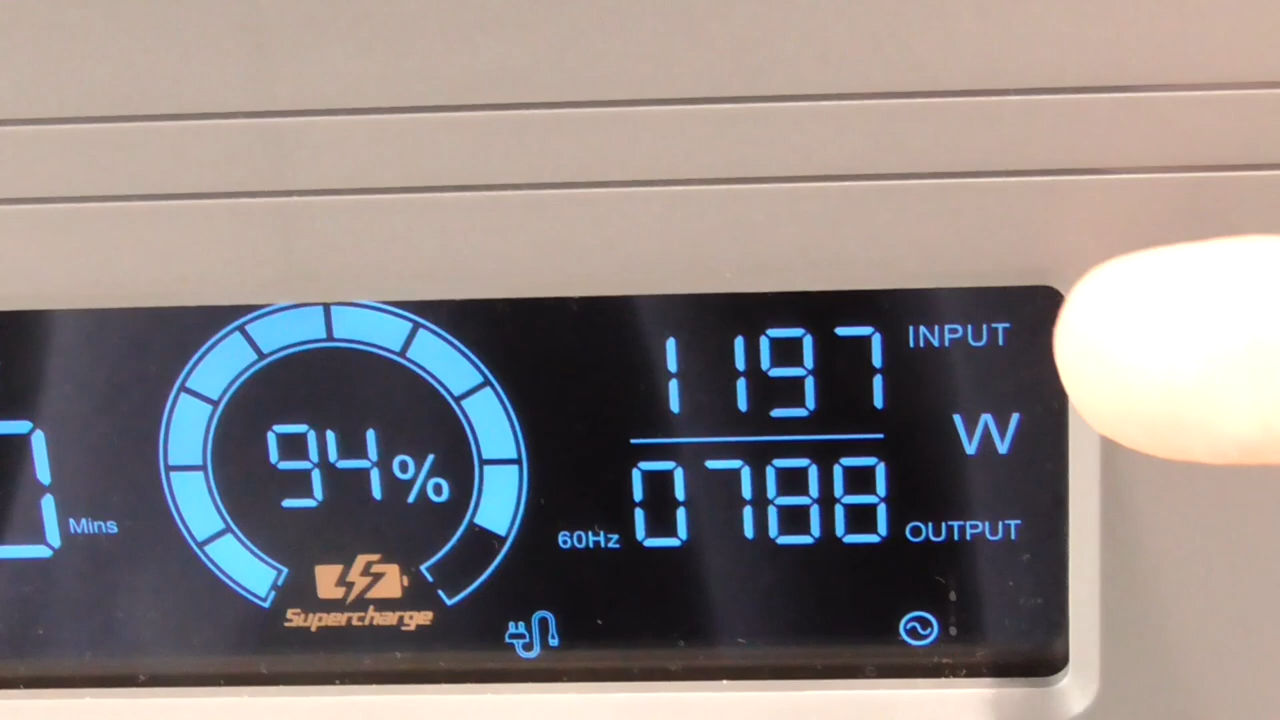 1197 INPUT
94%
W
0788 OUTPUT
60Hz
Mins
Supercharge